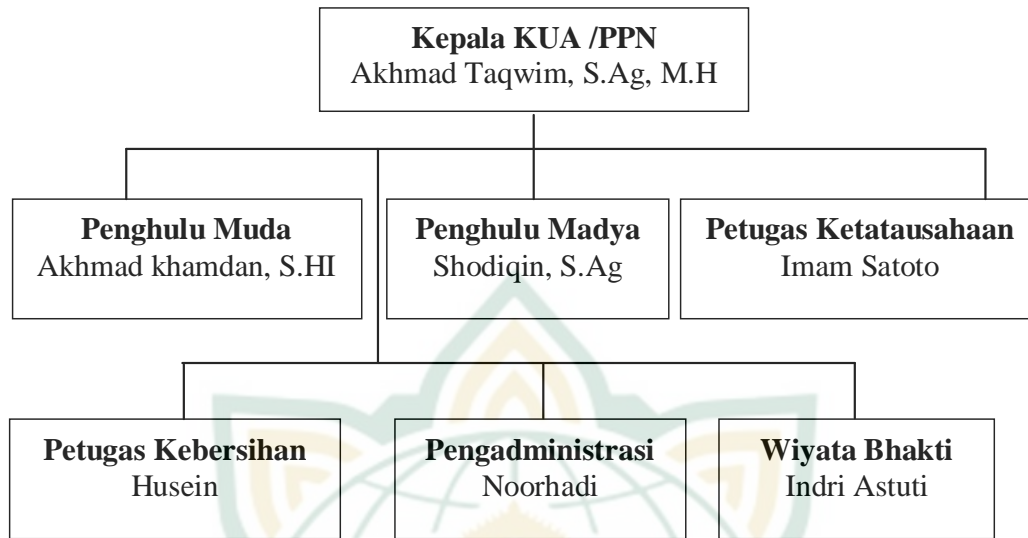 Kepala KUA /PPN
Akhmad Taqwim, S.Ag, M.H
Penghulu Muda
Akhmad khamdan, S.HI
Penghulu Madya
Shodiqin, S.Ag
Petugas Ketatausahaan
Imam Satoto
Petugas Kebersihan
Husein
Pengadministrasi
Noorhadi
Wiyata Bhakti
Indri Astuti